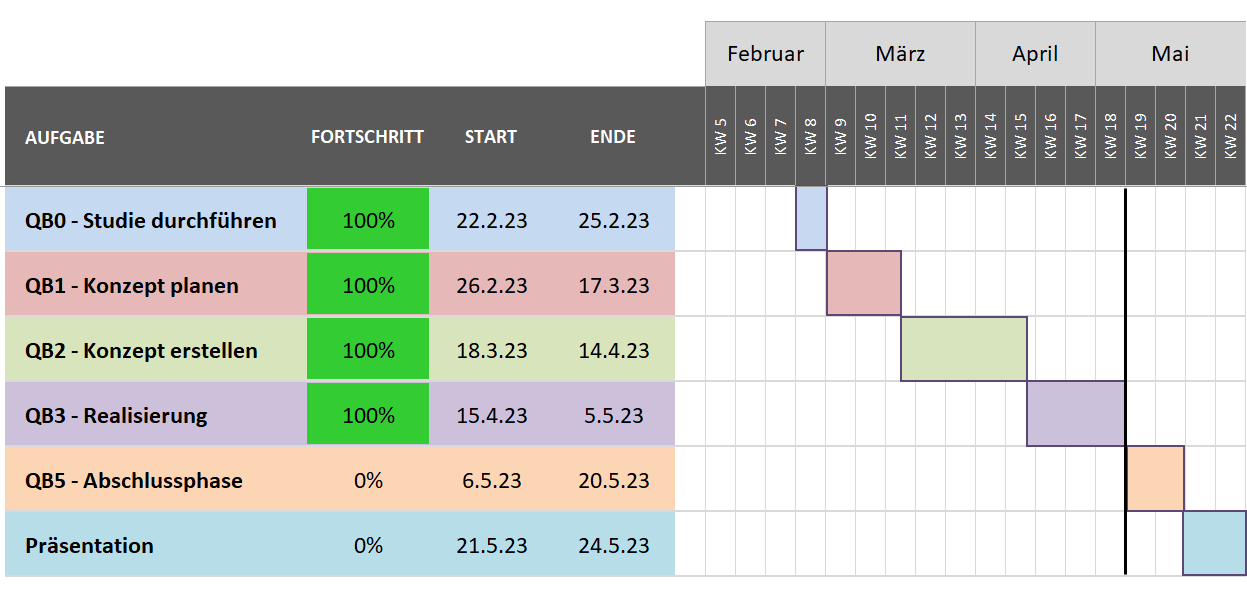 Februar März April Mai
AUFGABE FORTSCHRITT START ENDE KW 5 KW 6 KW 7 KW 8 KW 9 KW 10 KW 11 KW 12 KW 13 KW 14 KW 15 KW 16 KW 17 KW 18 KW 19 KW 20 KW 21 KW 22
QB0 - Studie durchführen 100% 22.2.23 25.2.23
QB1 - Konzept planen 100% 26.2.23 17.3.23
QB2 - Konzept erstellen 100% 18.3.23 14.4.23
QB3 - Realisierung 100% 15.4.23 5.5.23
QB5 - Abschlussphase 0% 6.5.23 20.5.23
Präsentation 0% 21.5.23 24.5.23